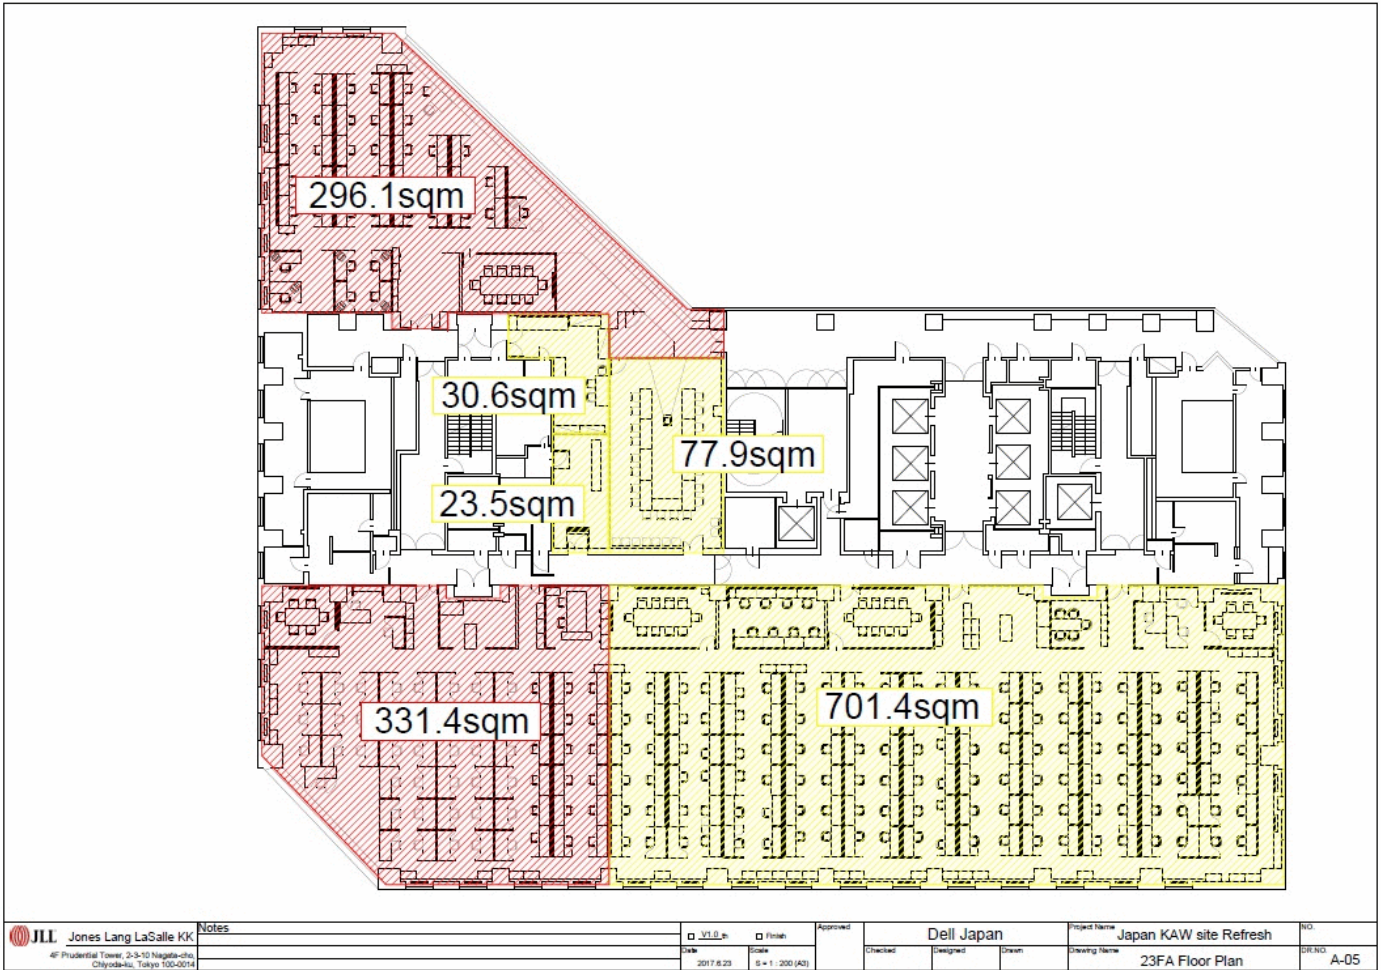 296.1sqm
30.6sqm
77.9sqm
23.5sqm
331.4sqm
701.4sqm
JLL Jones Lang LaSalle KK
4F Prudential Tower, 2-3-10 Nagata-cho,
Chiyoda-ku, Tokyo 100-0014
Notes
V1.0
Finish
Date
2017.6.23
Scale
S = 1 : 200 (A3)
Approved
Dell Japan
Checked
Designed
Drawn
Project Name
Japan KAW site Refresh
Drawing Name
23FA Floor Plan
NO.
DR.NO.
A-05